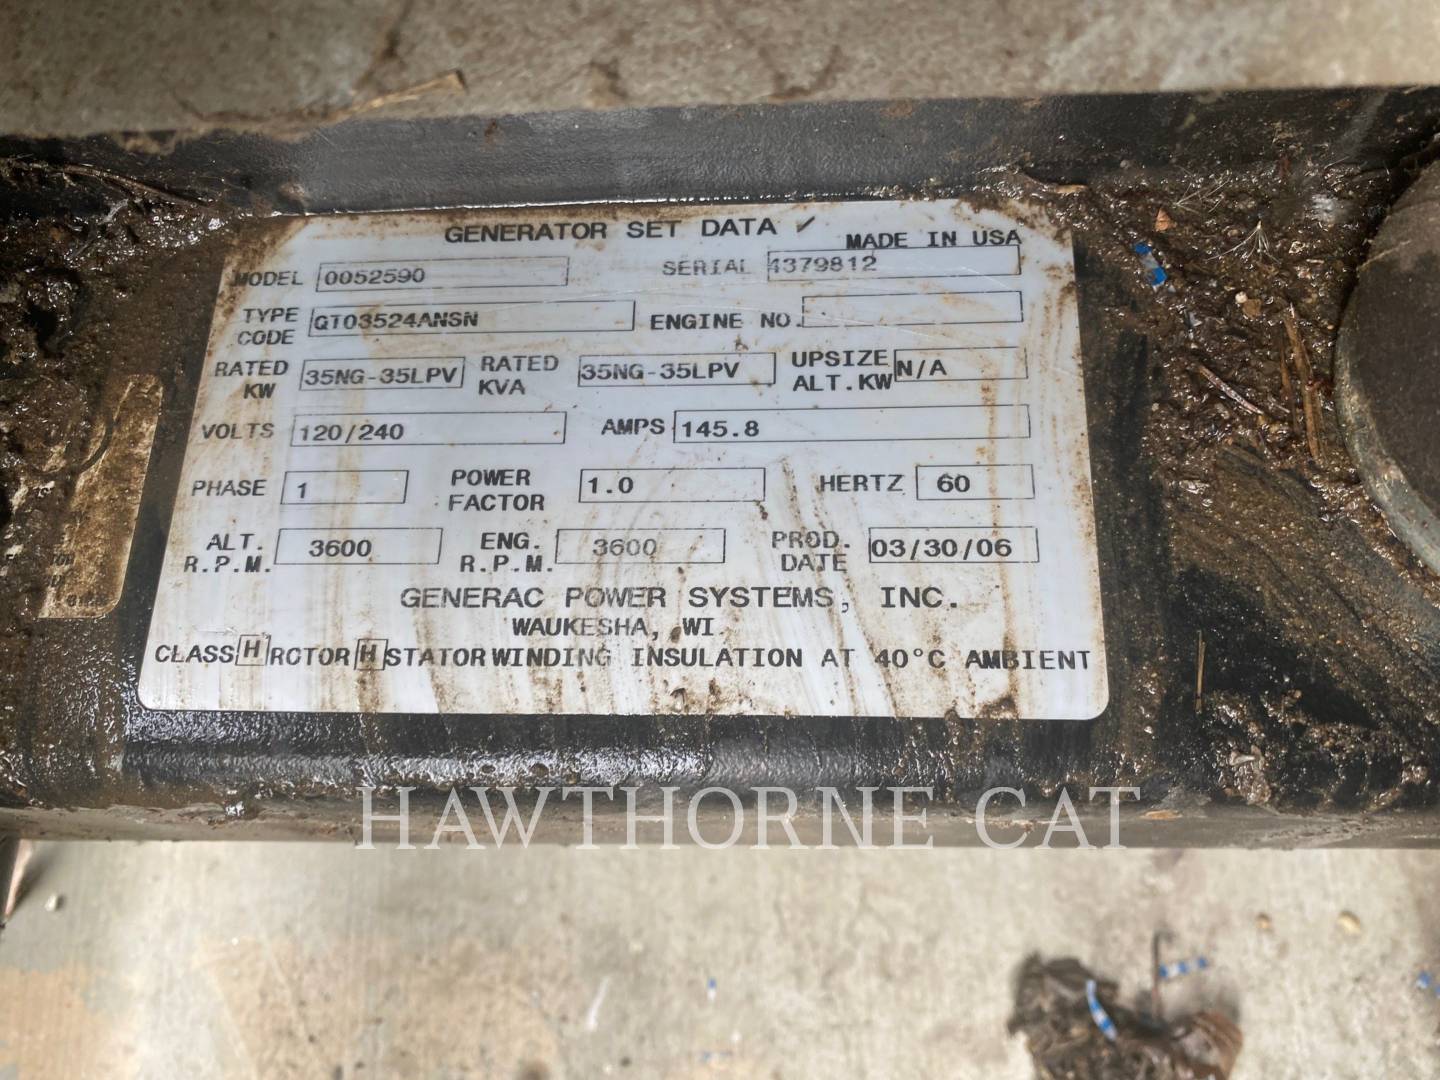 GENERATOR SET DATA ✓
MADE IN USA
MODEL 0052590 SERIAL 4379812
TYPE CODE QT03524ANSN ENGINE NO.
RATED KW 35NG-35LPV RATED KVA 35NG-35LPV UPSIZE ALT.KW N/A
VOLTS 120/240 AMPS 145.8
PHASE 1 POWER FACTOR 1.0 HERTZ 60
ALT. R.P.M. 3600 ENG. R.P.M. 3600 PROD. DATE 03/30/06
GENERAC POWER SYSTEMS, INC.
WAUKESHA, WI.
CLASS H ROTOR H STATOR WINDING INSULATION AT 40°C AMBIENT
HAWTHORNE CAT